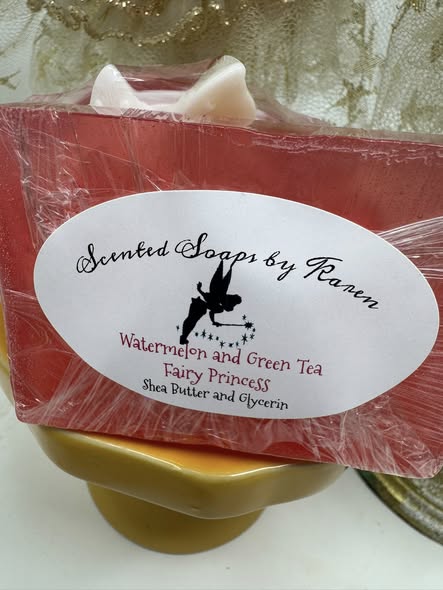 Scented Soaps by Karen
Watermelon and Green Tea
Fairy Princess
Shea Butter and Glycerin